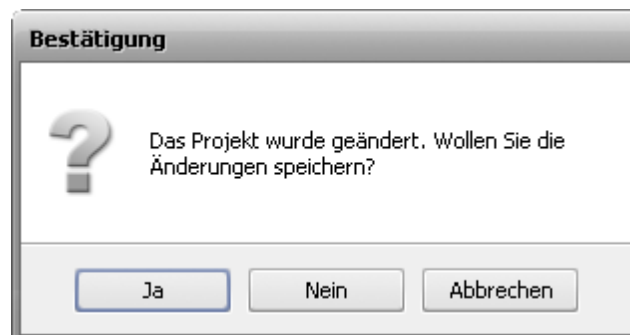 Bestätigung
Das Projekt wurde geändert. Wollen Sie die
Änderungen speichern?
Ja
Nein
Abbrechen